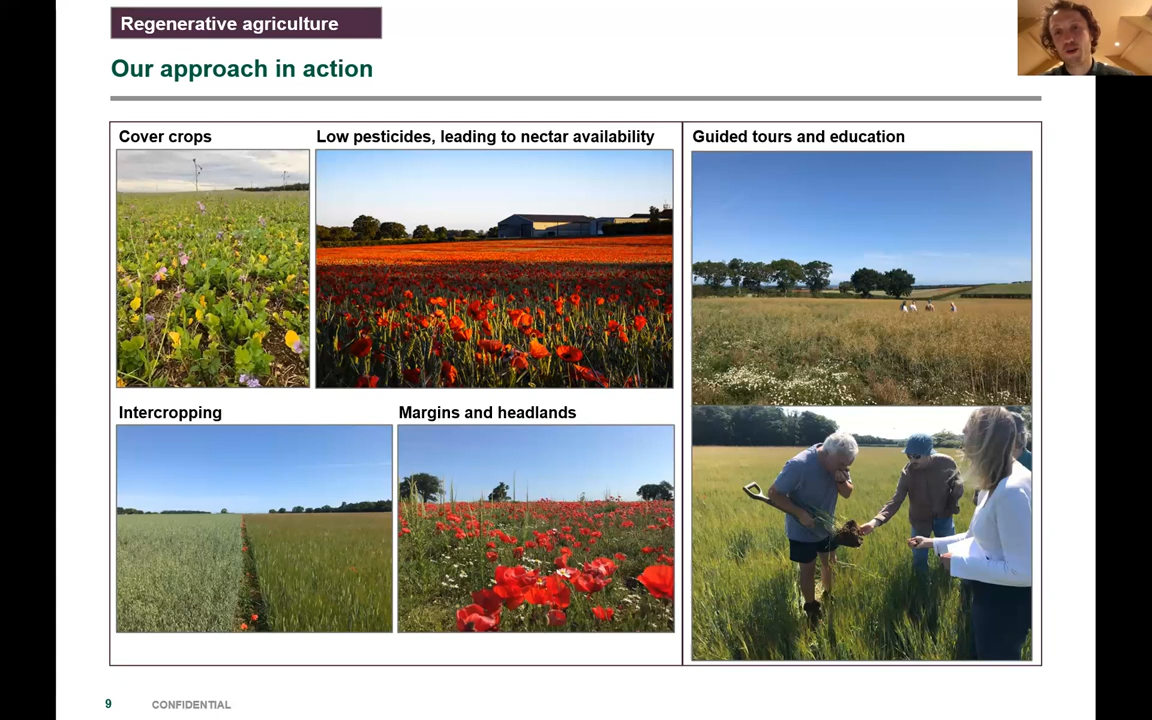 Regenerative agriculture
Our approach in action
Cover crops
Low pesticides, leading to nectar availability
Guided tours and education
Intercropping
Margins and headlands
9 CONFIDENTIAL